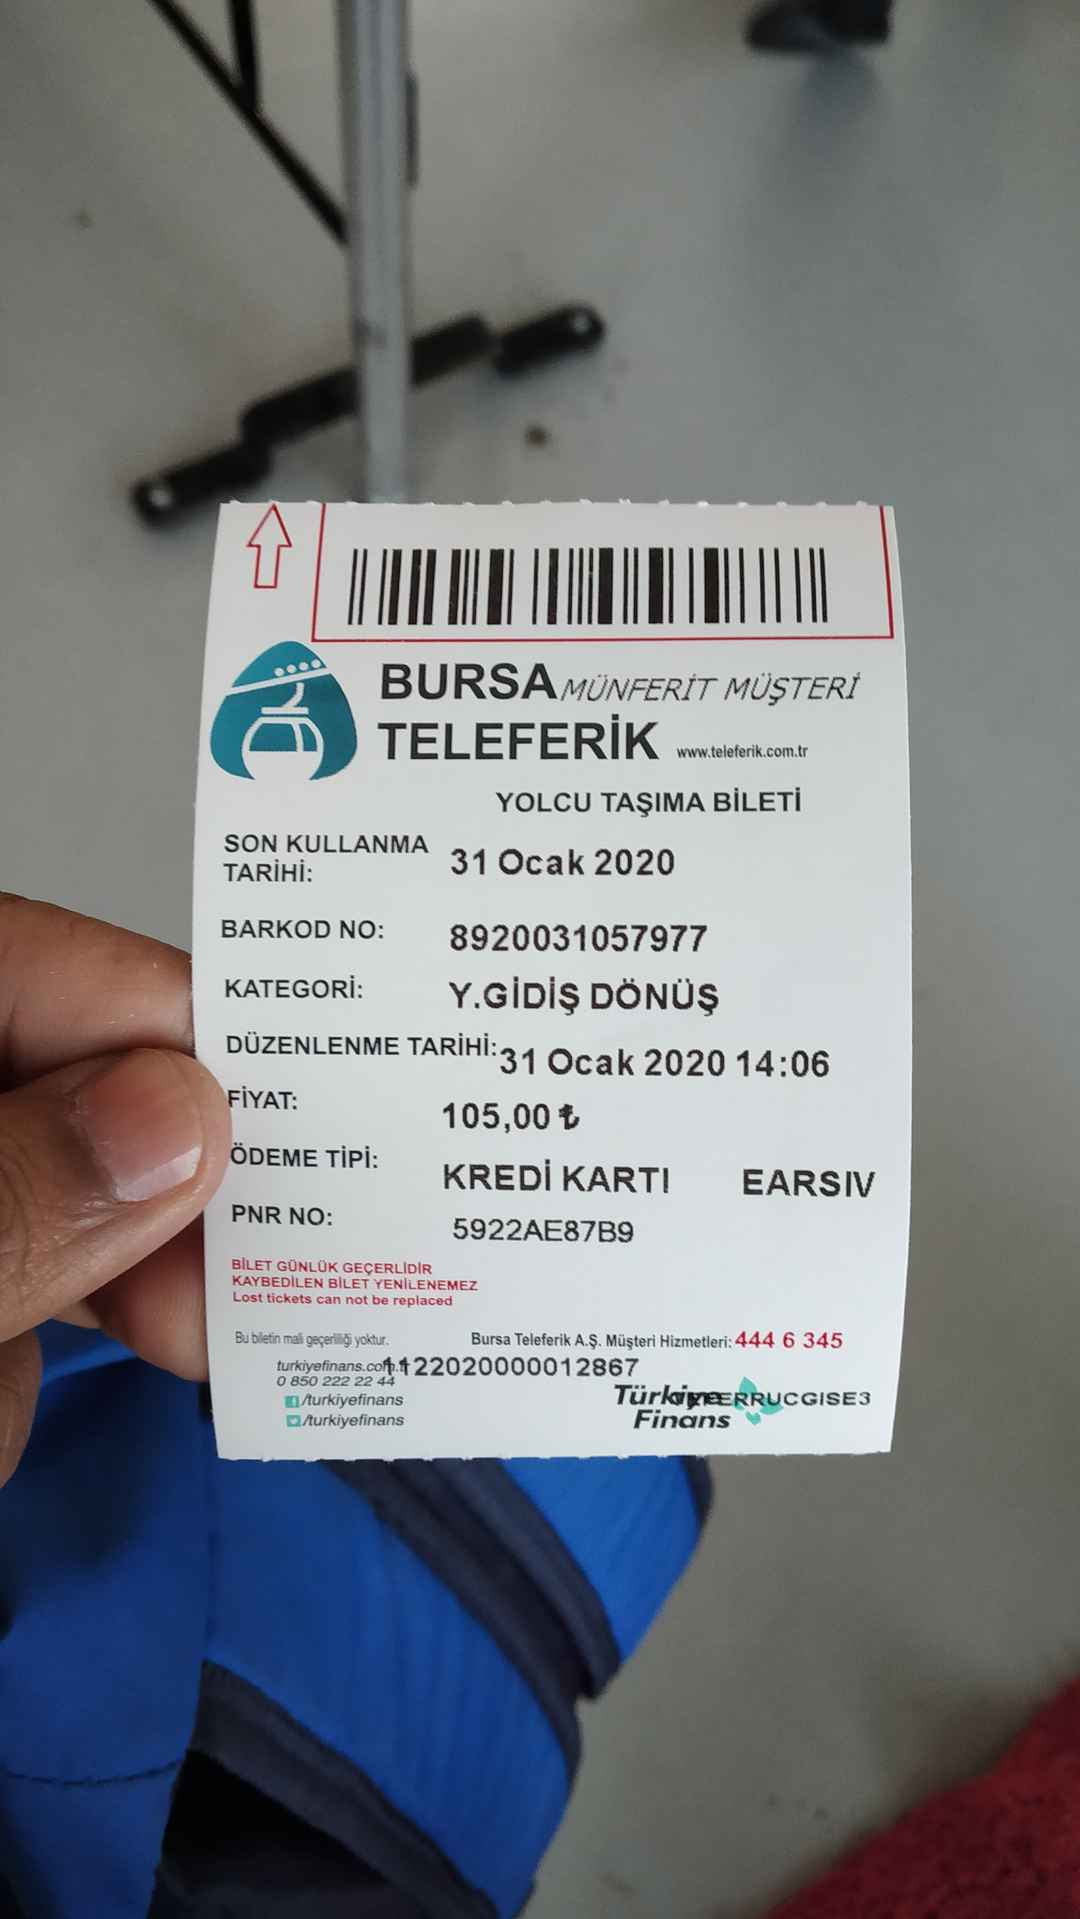 BURSA MÜNFERİT MÜŞTERİ
TELEFERİK www.teleferik.com.tr
YOLCU TAŞIMA BİLETİ
SON KULLANMA
TARİHİ: 31 Ocak 2020
BARKOD NO: 8920031057977
KATEGORİ: Y.GİDİŞ DÖNÜŞ
DÜZENLENME TARİHİ: 31 Ocak 2020 14:06
FİYAT: 105,00 ₺
ÖDEME TİPİ: KREDİ KARTI EARSIV
PNR NO: 5922AE87B9
BİLET GÜNLÜK GEÇERLİDİR
KAYBEDİLEN BİLET YENİLENEMEZ
Lost tickets can not be replaced
Bu biletin mali geçerliliği yoktur. Bursa Teleferik A.Ş. Müşteri Hizmetleri: 444 6 345
turkiyefinans.com.tr 1122020000012867
0 850 222 22 44
/turkiyefinans
/turkiyefinans
Türkiye
Finans